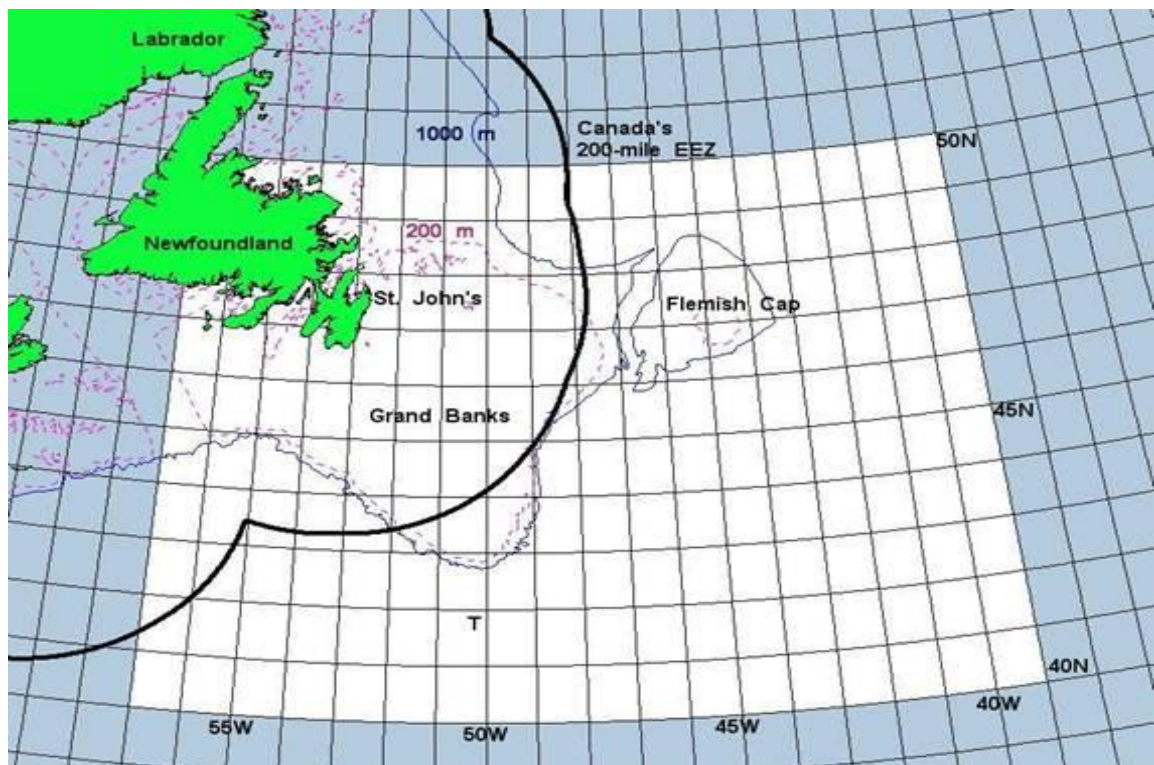 Labrador
1000 m
Canada's
200-mile EEZ
50N
200 m
Newfoundland
St. John's
Flemish Cap
Grand Banks
45N
T
40N
55W
50W
45W
40W